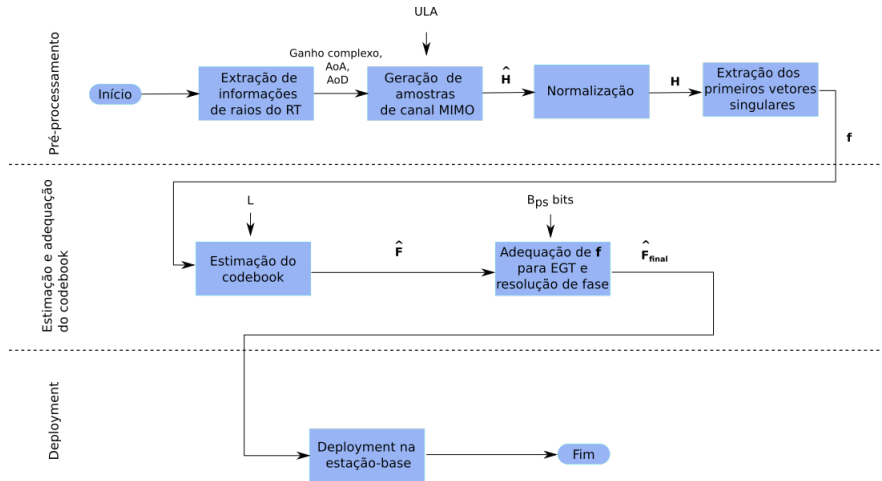 Pré-processamento
ULA
Início
Extração de
informações
de raios do RT
Ganho complexo,
AoA,
AoD
Geração de
amostras
de canal MIMO
Ĥ
Normalização
H
Extração dos
primeiros vetores
singulares
f
Estimação e adequação
do codebook
L
Estimação do
codebook
F̂
Bps bits
Adequação de f
para EGT e
resolução de fase
F̂final
Deployment
Deployment na
estação-base
Fim